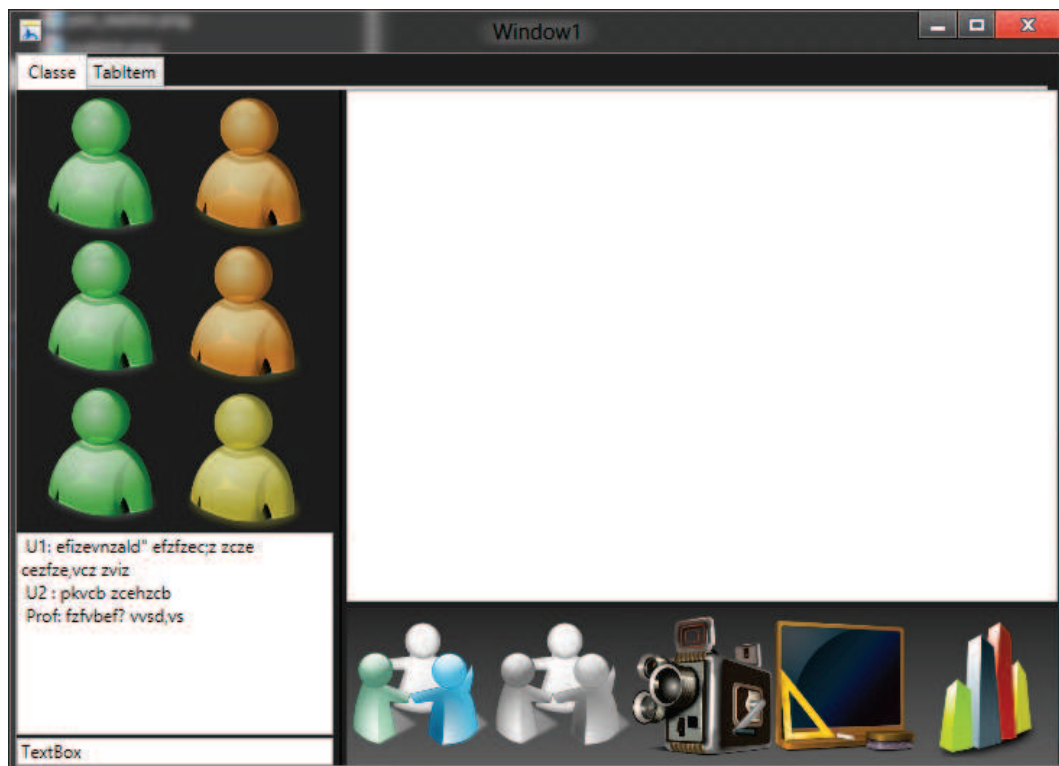 Window1
Classe TabItem
U1: efizevnzald" efzfzec;z zcze
cezfze,vcz zviz
U2 : pkvcb zcehzcb
Prof: fzfvbef? vvsd,vs
TextBox